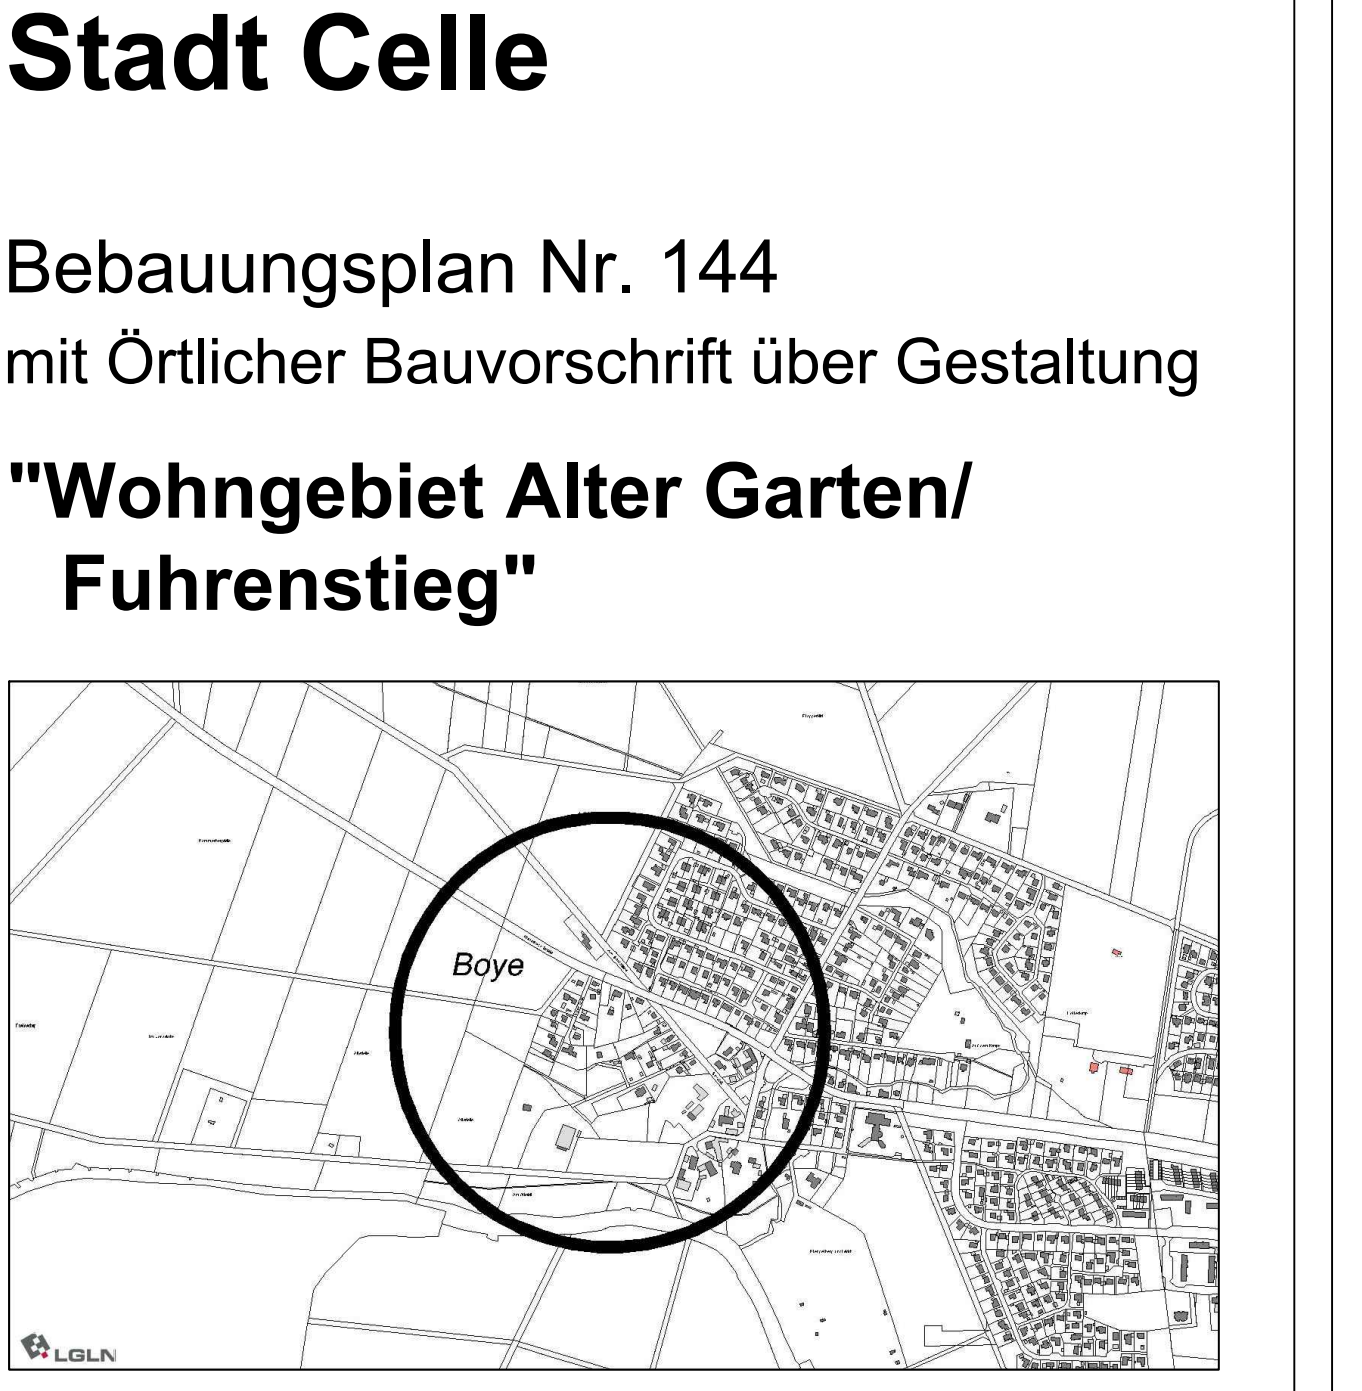 Stadt Celle
Bebauungsplan Nr. 144
mit Örtlicher Bauvorschrift über Gestaltung
"Wohngebiet Alter Garten/
Fuhrenstieg"
Boye
LGLN